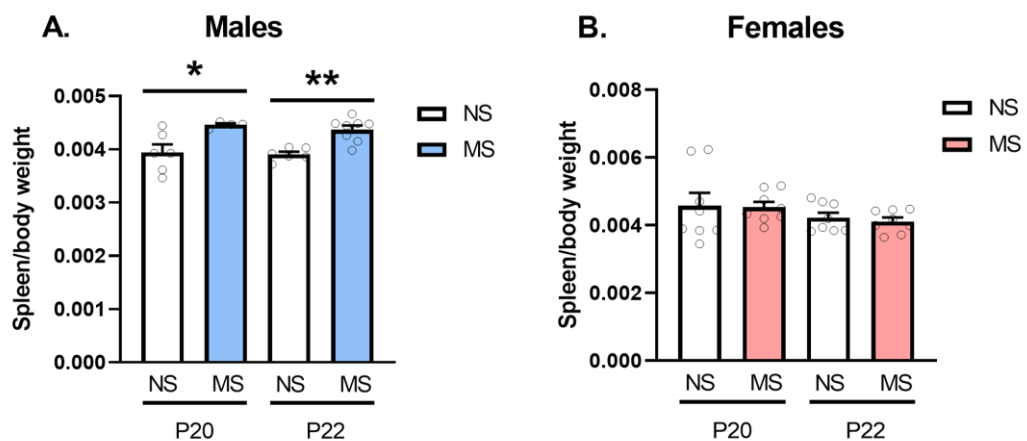 A.
Males
*
**
Spleen/body weight
0.005
0.004
0.003
0.002
0.001
0.000
NS
MS
NS
MS
P20
P22
NS
MS
B.
Females
Spleen/body weight
0.008
0.006
0.004
0.002
0.000
NS
MS
NS
MS
P20
P22
NS
MS